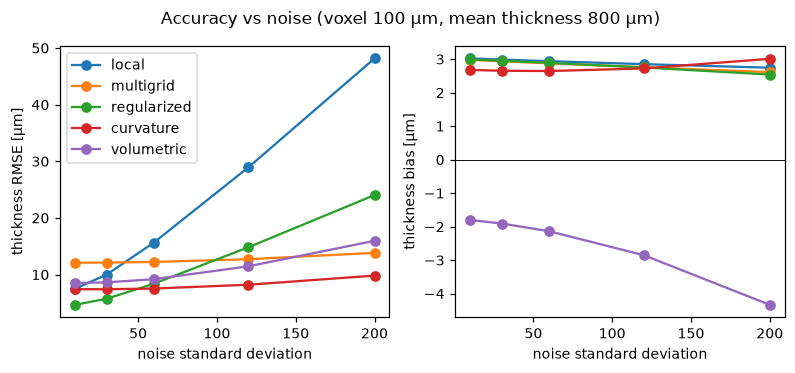 Accuracy vs noise (voxel 100 μm, mean thickness 800 μm)
thickness RMSE [μm]
50
40
30
20
10
local
multigrid
regularized
curvature
volumetric
50 100 150 200
noise standard deviation
thickness bias [μm]
3
2
1
0
−1
−2
−3
−4
50 100 150 200
noise standard deviation